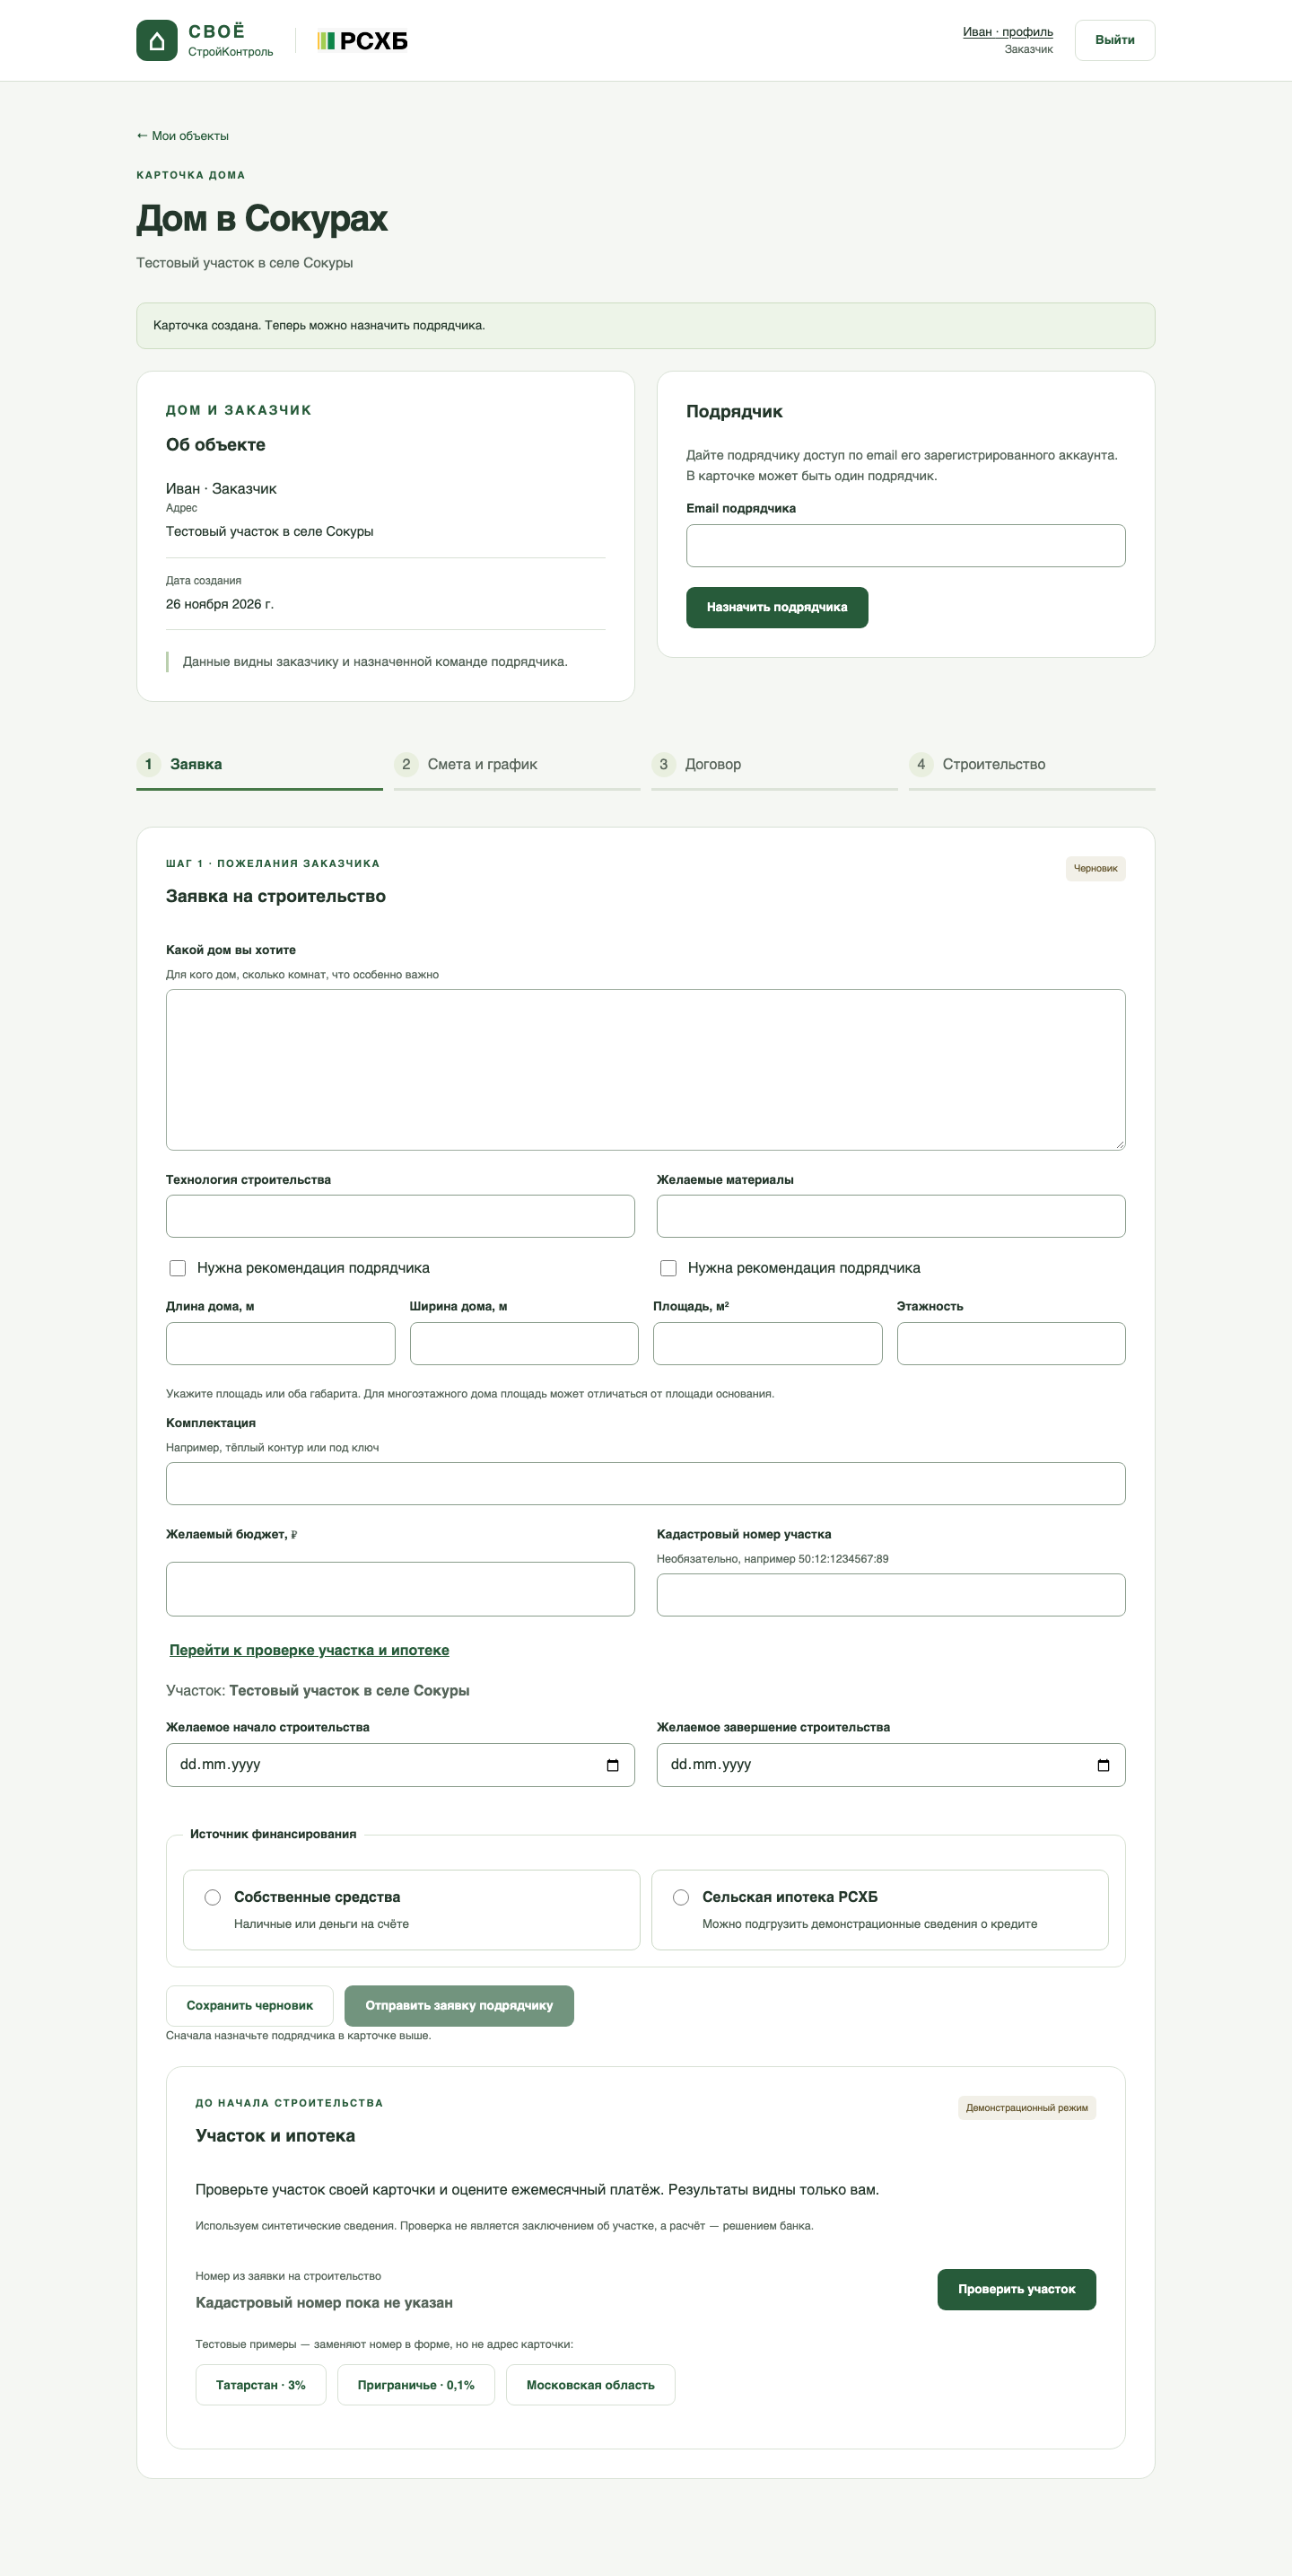 СВОЁ
СтройКонтроль
РСХБ
Иван · профиль
Заказчик
Выйти
← Мои объекты
КАРТОЧКА ДОМА
Дом в Сокурах
Тестовый участок в селе Сокуры
Карточка создана. Теперь можно назначить подрядчика.
ДОМ И ЗАКАЗЧИК
Об объекте
Иван · Заказчик
Адрес
Тестовый участок в селе Сокуры
Дата создания
26 ноября 2026 г.
Данные видны заказчику и назначенной команде подрядчика.
Подрядчик
Дайте подрядчику доступ по email его зарегистрированного аккаунта.
В карточке может быть один подрядчик.
Email подрядчика
Назначить подрядчика
1 Заявка
2 Смета и график
3 Договор
4 Строительство
ШАГ 1 · ПОЖЕЛАНИЯ ЗАКАЗЧИКА
Черновик
Заявка на строительство
Какой дом вы хотите
Для кого дом, сколько комнат, что особенно важно
Технология строительства
Желаемые материалы
Нужна рекомендация подрядчика
Нужна рекомендация подрядчика
Длина дома, м
Ширина дома, м
Площадь, м²
Этажность
Укажите площадь или оба габарита. Для многоэтажного дома площадь может отличаться от площади основания.
Комплектация
Например, тёплый контур или под ключ
Желаемый бюджет, ₽
Кадастровый номер участка
Необязательно, например 50:12:1234567:89
Перейти к проверке участка и ипотеке
Участок: Тестовый участок в селе Сокуры
Желаемое начало строительства
Желаемое завершение строительства
dd.mm.yyyy
dd.mm.yyyy
Источник финансирования
Собственные средства
Наличные или деньги на счёте
Сельская ипотека РСХБ
Можно подгрузить демонстрационные сведения о кредите
Сохранить черновик
Отправить заявку подрядчику
Сначала назначьте подрядчика в карточке выше.
ДО НАЧАЛА СТРОИТЕЛЬСТВА
Демонстрационный режим
Участок и ипотека
Проверьте участок своей карточки и оцените ежемесячный платёж. Результаты видны только вам.
Используем синтетические сведения. Проверка не является заключением об участке, а расчёт — решением банка.
Номер из заявки на строительство
Кадастровый номер пока не указан
Проверить участок
Тестовые примеры — заменяют номер в форме, но не адрес карточки:
Татарстан · 3%
Приграничье · 0,1%
Московская область